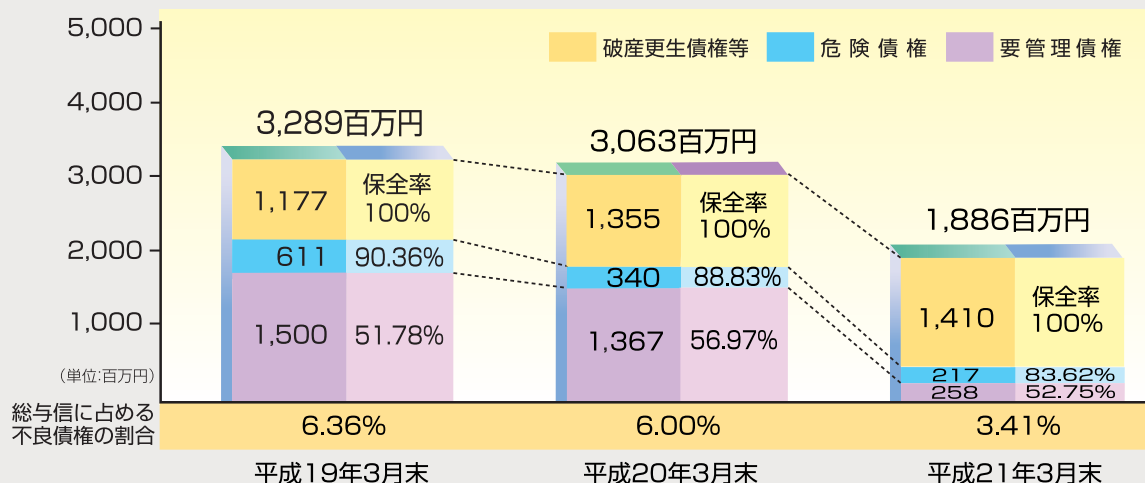 5,000
4,000
3,000
2,000
1,000
(単位:百万円)
破産更生債権等 危険債権 要管理債権
3,289百万円
1,177 保全率 100%
611 90.36%
1,500 51.78%
3,063百万円
1,355 保全率 100%
340 88.83%
1,367 56.97%
1,886百万円
1,410 保全率 100%
217 83.62%
258 52.75%
総与信に占める
不良債権の割合
6.36% 6.00% 3.41%
平成19年3月末 平成20年3月末 平成21年3月末